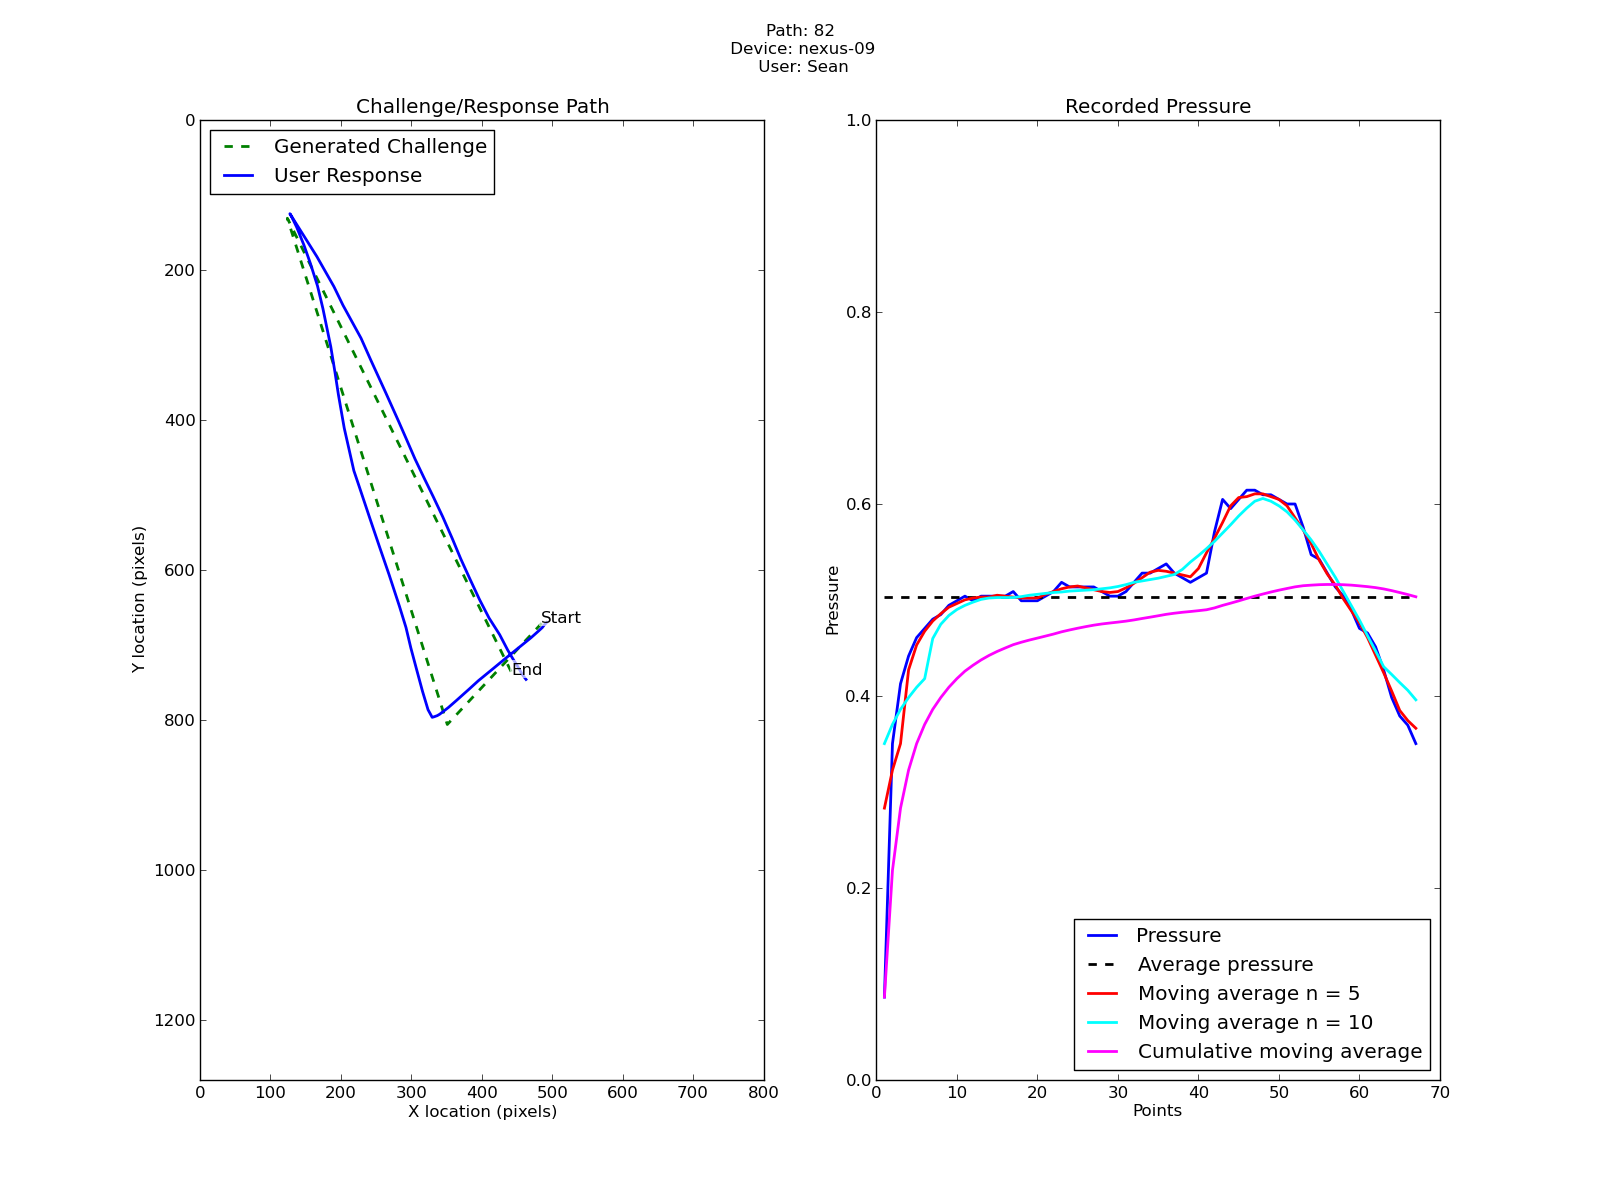 Path: 82
Device: nexus-09
User: Sean
Challenge/Response Path
Generated Challenge
User Response
Start
End
0
200
400
600
800
1000
1200
Y location (pixels)
0 100 200 300 400 500 600 700 800
X location (pixels)
Recorded Pressure
1.0
0.8
0.6
0.4
0.2
0.0
Pressure
Pressure
Average pressure
Moving average n = 5
Moving average n = 10
Cumulative moving average
0 10 20 30 40 50 60 70
Points